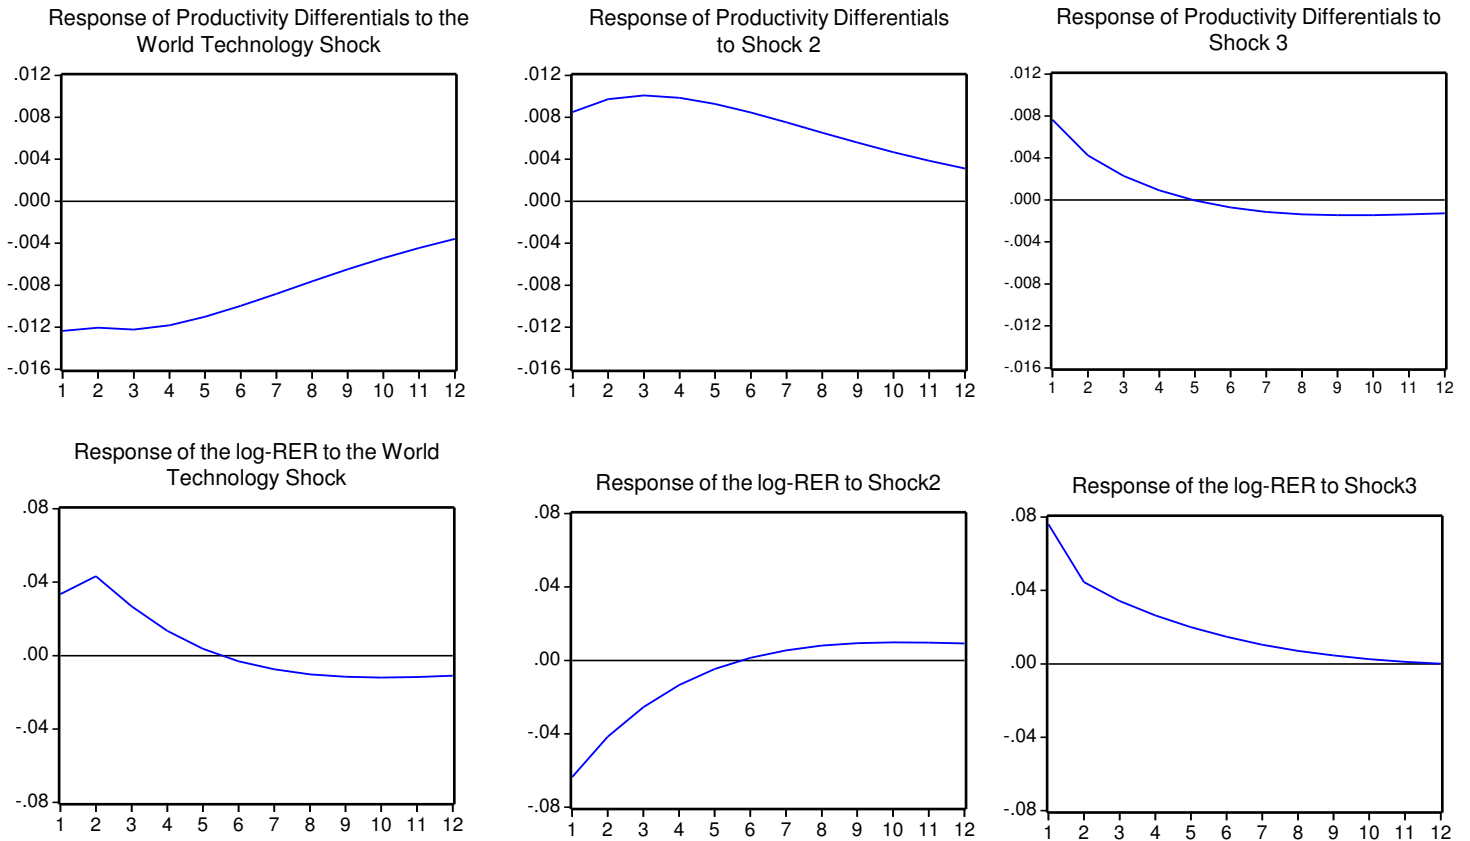 Response of Productivity Differentials to the
World Technology Shock
.012
.008
.004
.000
-.004
-.008
-.012
-.016
1 2 3 4 5 6 7 8 9 10 11 12
Response of Productivity Differentials
to Shock 2
.012
.008
.004
.000
-.004
-.008
-.012
-.016
1 2 3 4 5 6 7 8 9 10 11 12
Response of Productivity Differentials to
Shock 3
.012
.008
.004
.000
-.004
-.008
-.012
-.016
1 2 3 4 5 6 7 8 9 10 11 12
Response of the log-RER to the World
Technology Shock
.08
.04
.00
-.04
-.08
1 2 3 4 5 6 7 8 9 10 11 12
Response of the log-RER to Shock2
.08
.04
.00
-.04
-.08
1 2 3 4 5 6 7 8 9 10 11 12
Response of the log-RER to Shock3
.08
.04
.00
-.04
-.08
1 2 3 4 5 6 7 8 9 10 11 12